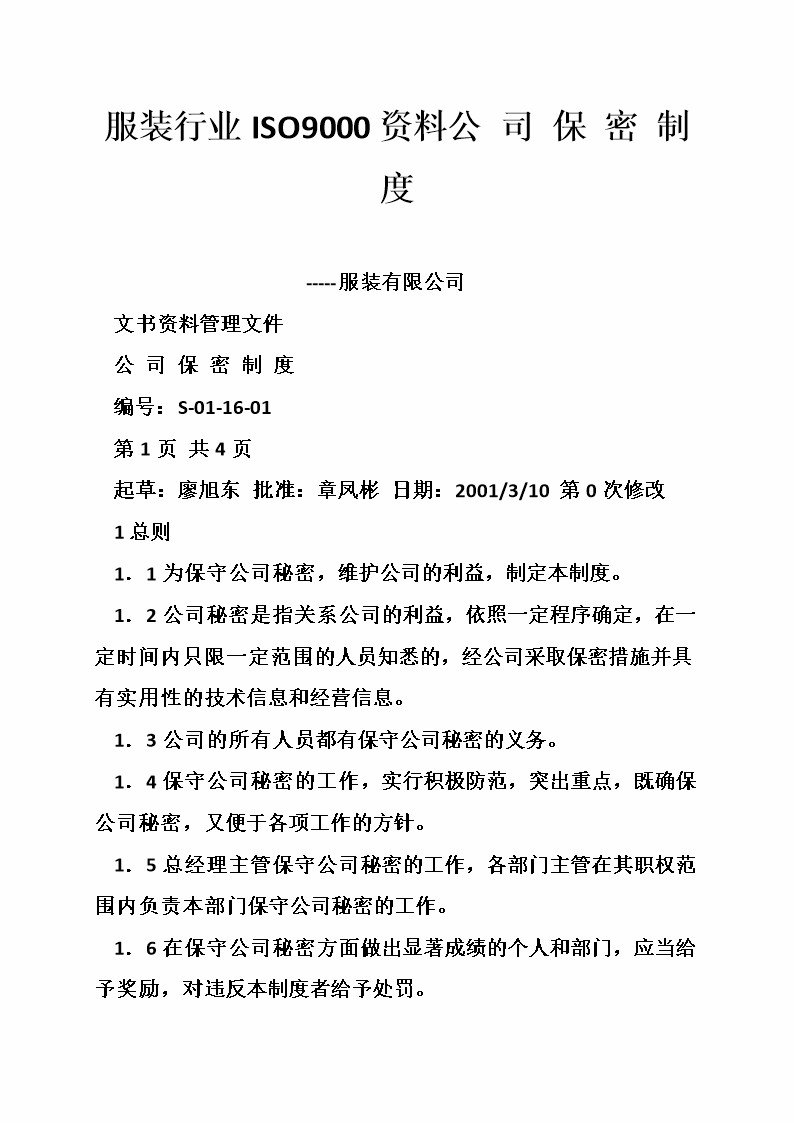 服装行业 ISO9000 资料公 司 保 密 制
度
-----服装有限公司
文书资料管理文件
公 司 保 密 制 度
编号：S-01-16-01
第 1 页 共 4 页
起草：廖旭东 批准：章凤彬 日期：2001/3/10 第 0 次修改
1 总则
1．1 为保守公司秘密，维护公司的利益，制定本制度。
1．2 公司秘密是指关系公司的利益，依照一定程序确定，在一
定时间内只限一定范围的人员知悉的，经公司采取保密措施并具
有实用性的技术信息和经营信息。
1．3 公司的所有人员都有保守公司秘密的义务。
1．4 保守公司秘密的工作，实行积极防范，突出重点，既确保
公司秘密，又便于各项工作的方针。
1．5 总经理主管保守公司秘密的工作，各部门主管在其职权范
围内负责本部门保守公司秘密的工作。
1．6 在保守公司秘密方面做出显著成绩的个人和部门，应当给
予奖励，对违反本制度者给予处罚。